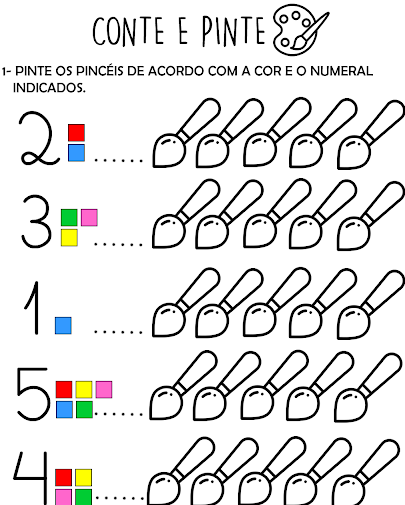 CONTE E PINTE
1- PINTE OS PINCÉIS DE ACORDO COM A COR E O NUMERAL
INDICADOS.
2 ......
3 ......
1 ......
5 ......
4 ......